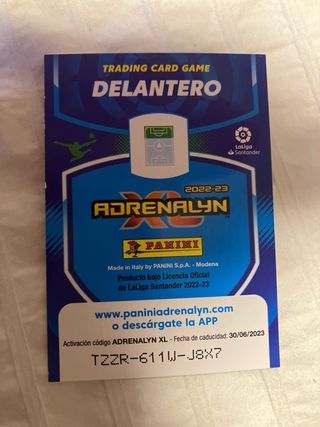 TRADING CARD GAME
DELANTERO
LaLiga
Santander
2022-23
ADRENALYN
XL
PANINI
Made in Italy by PANINI S.p.A. - Modena
Producto bajo Licencia Oficial
de LaLiga Santander 2022-23
www.paniniadrenalyn.com
o descárgate la APP
Activación código ADRENALYN XL - Fecha de caducidad: 30/06/2023
TZZR-611W-J8X7